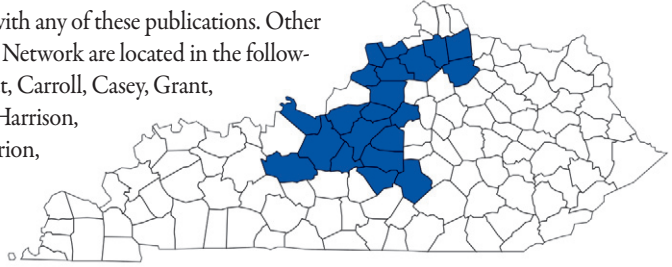 with any of these publications. Other
Network are located in the follow-
t, Carroll, Casey, Grant,
Harrison,
rion,